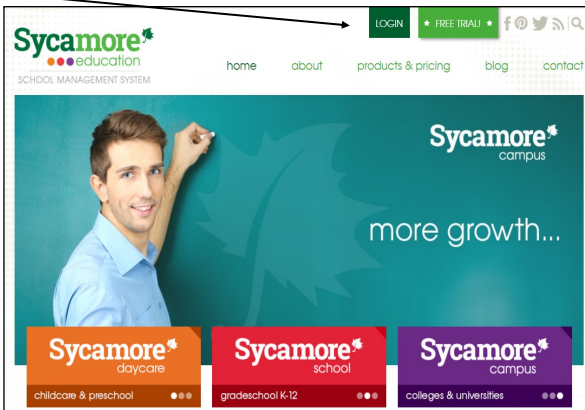 LOGIN ★ FREE TRIAL! ★
Sycamore
education
SCHOOL MANAGEMENT SYSTEM
home about products & pricing blog contact
Sycamore
campus
more growth...
Sycamore
daycare
childcare & preschool
Sycamore
school
gradeschool K-12
Sycamore
campus
colleges & universities